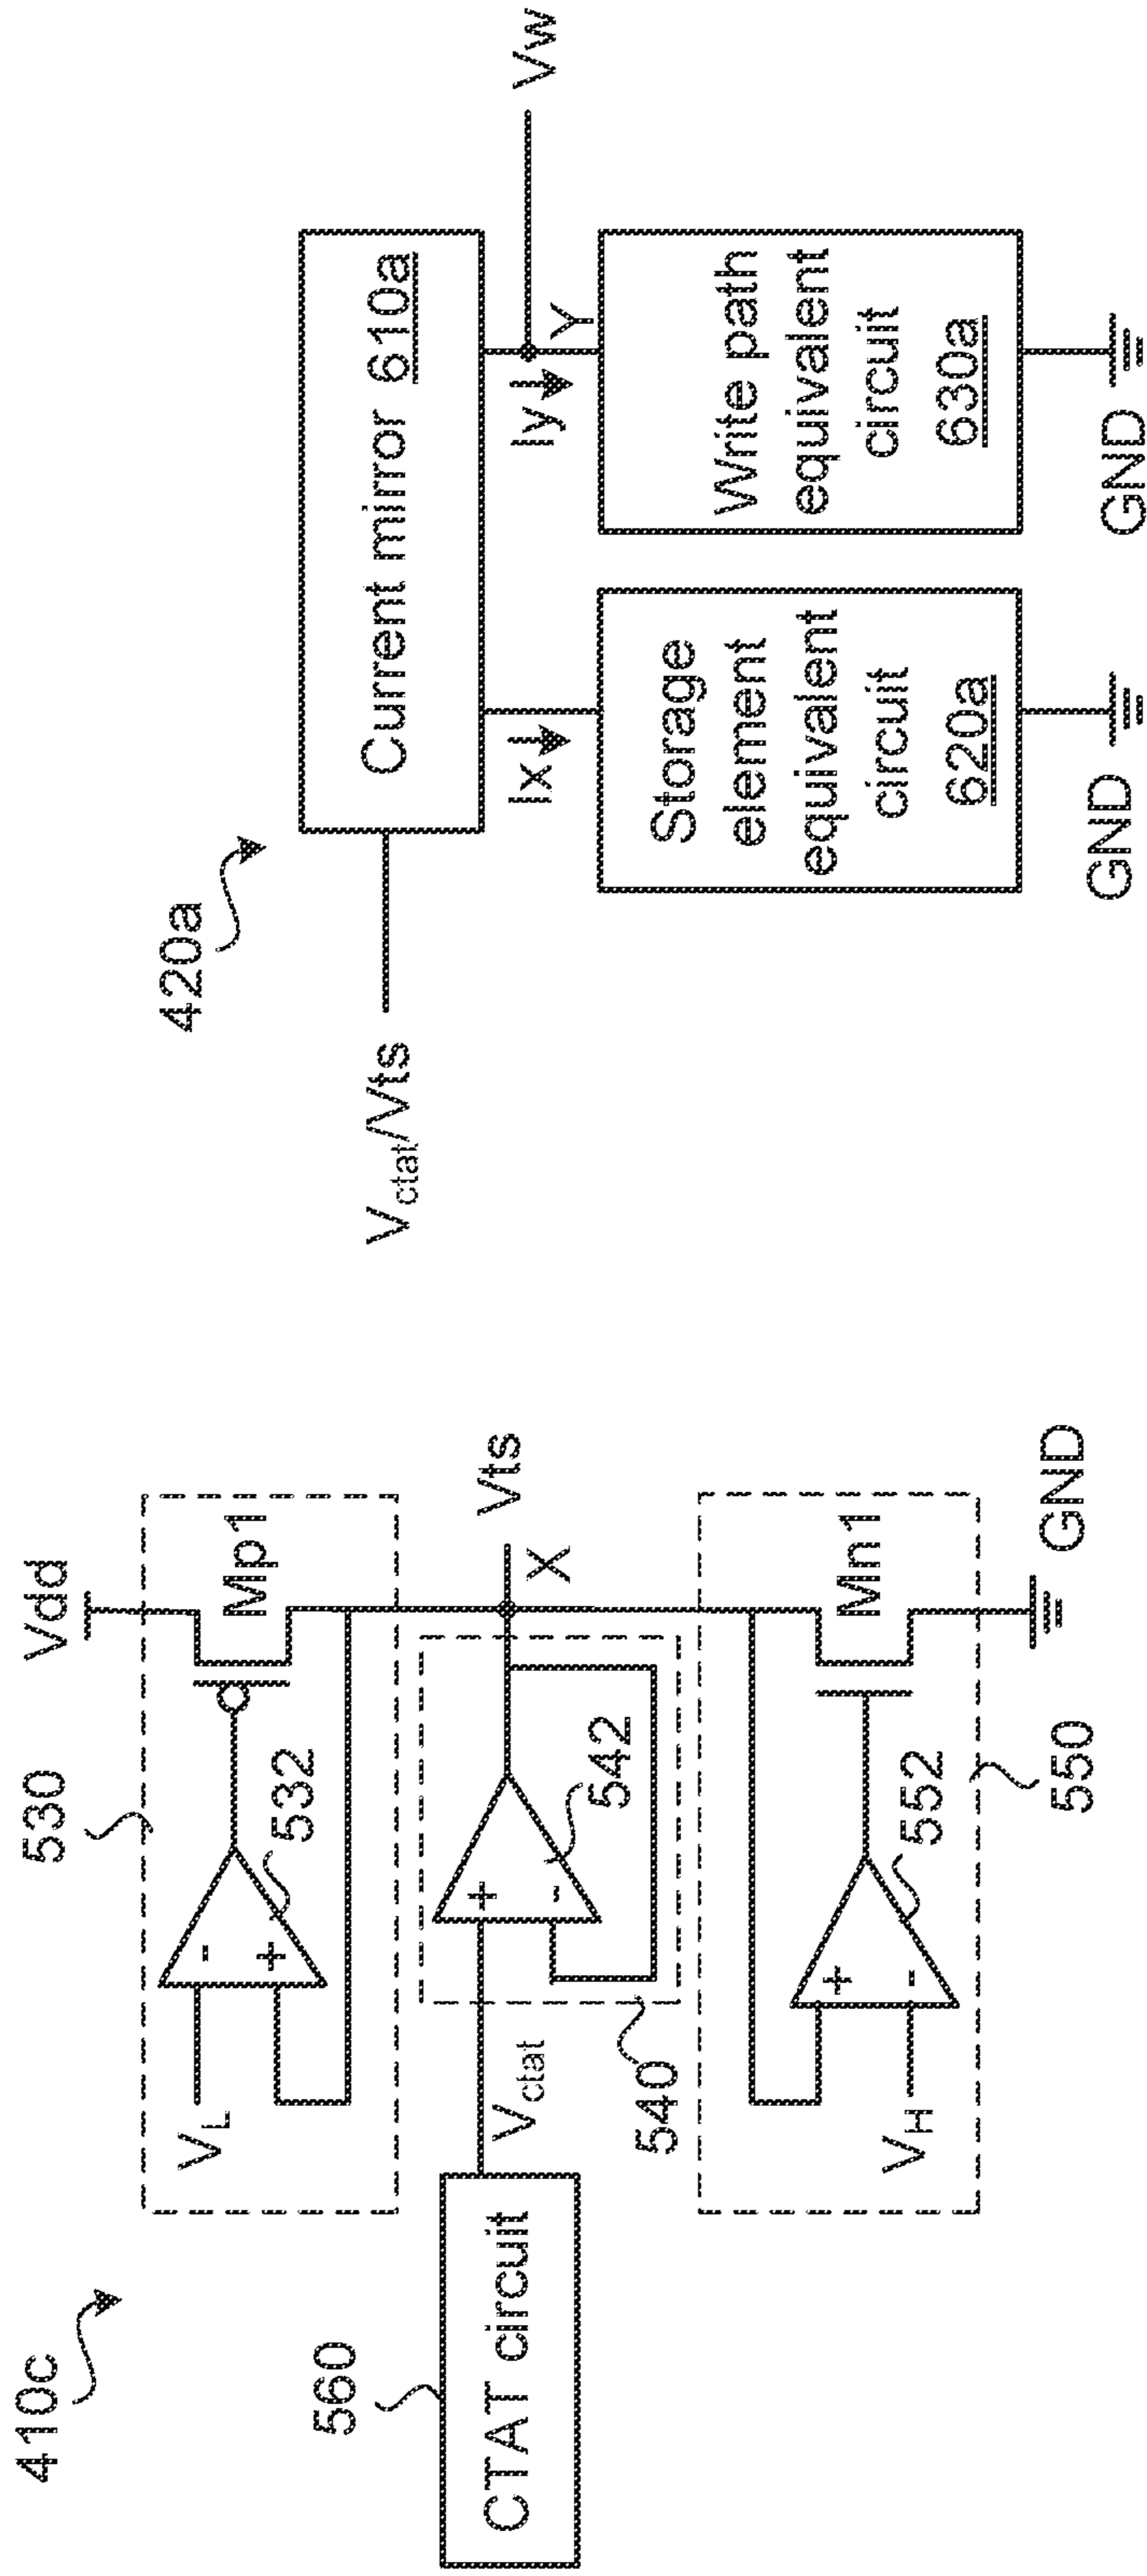 410c
560
CTAT circuit
Vctat
540
542
530
Vdd
VL
-
+
532
Mp1
+
-
Vts
X
+
-
VH
552
Mn1
550
GND
420a
Vctat/Vts
Current mirror 610a
Ix
Iy
Y
Vw
Storage
element
equivalent
circuit
620a
GND
Write path
equivalent
circuit
630a
GND